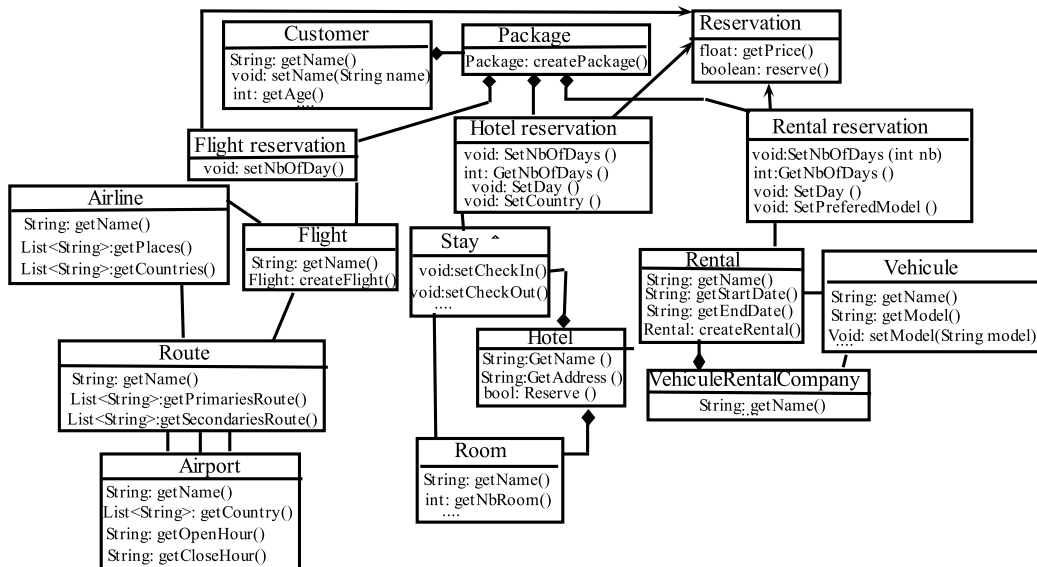 Reservation
float: getPrice()
boolean: reserve()
Customer
String: getName()
void: setName(String name)
int: getAge()
....
Package
Package: createPackage()
Flight reservation
void: setNbOfDay()
Hotel reservation
void: SetNbOfDays ()
int: GetNbOfDays ()
void: SetDay ()
void: SetCountry ()
Rental reservation
void:SetNbOfDays (int nb)
int:GetNbOfDays ()
void: SetDay ()
void: SetPreferedModel ()
Airline
String: getName()
List<String>:getPlaces()
List<String>:getCountries()
Flight
String: getName()
Flight: createFlight()
Stay
void:setCheckIn()
void:setCheckOut()
....
Rental
String: getName()
String: getStartDate()
String: getEndDate()
Rental: createRental()
Vehicule
String: getName()
String: getModel()
Void: setModel(String model)
....
Hotel
String:GetName ()
String:GetAddress ()
bool: Reserve ()
VehiculeRentalCompany
String: getName()
....
Route
String: getName()
List<String>:getPrimariesRoute()
List<String>:getSecondariesRoute()
Room
String: getName()
int: getNbRoom()
....
Airport
String: getName()
List<String>: getCountry()
String: getOpenHour()
String: getCloseHour()